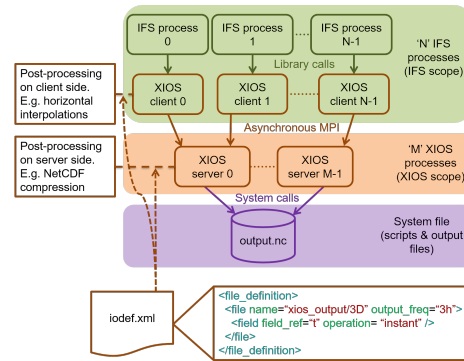 IFS process
0
IFS process
1
IFS process
N-1
'N' IFS
processes
(IFS scope)
Library calls
Post-processing
on client side.
E.g. horizontal
interpolations
XIOS
client 0
XIOS
client 1
XIOS
client N-1
Asynchronous MPI
Post-processing
on server side.
E.g. NetCDF
compression
XIOS
server 0
XIOS
server M-1
'M' XIOS
processes
(XIOS scope)
System calls
output.nc
System file
(scripts & output
files)
iodef.xml
<file_definition>
<file name="xios_output/3D" output_freq="3h">
<field field_ref="t" operation= "instant" />
</file>
</file_definition>